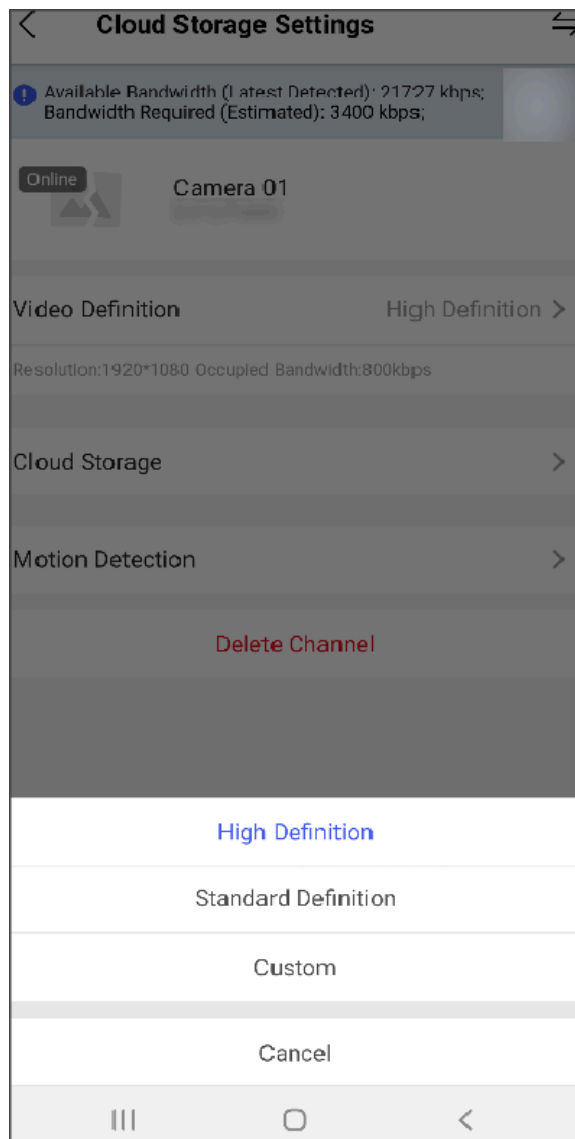 Cloud Storage Settings
Available Bandwidth (Latest Detected): 21727 kbps;
Bandwidth Required (Estimated): 3400 kbps;
Online
Camera 01
Video Definition
High Definition
Resolution:1920*1080 Occupied Bandwidth:800kbps
Cloud Storage
Motion Detection
Delete Channel
High Definition
Standard Definition
Custom
Cancel